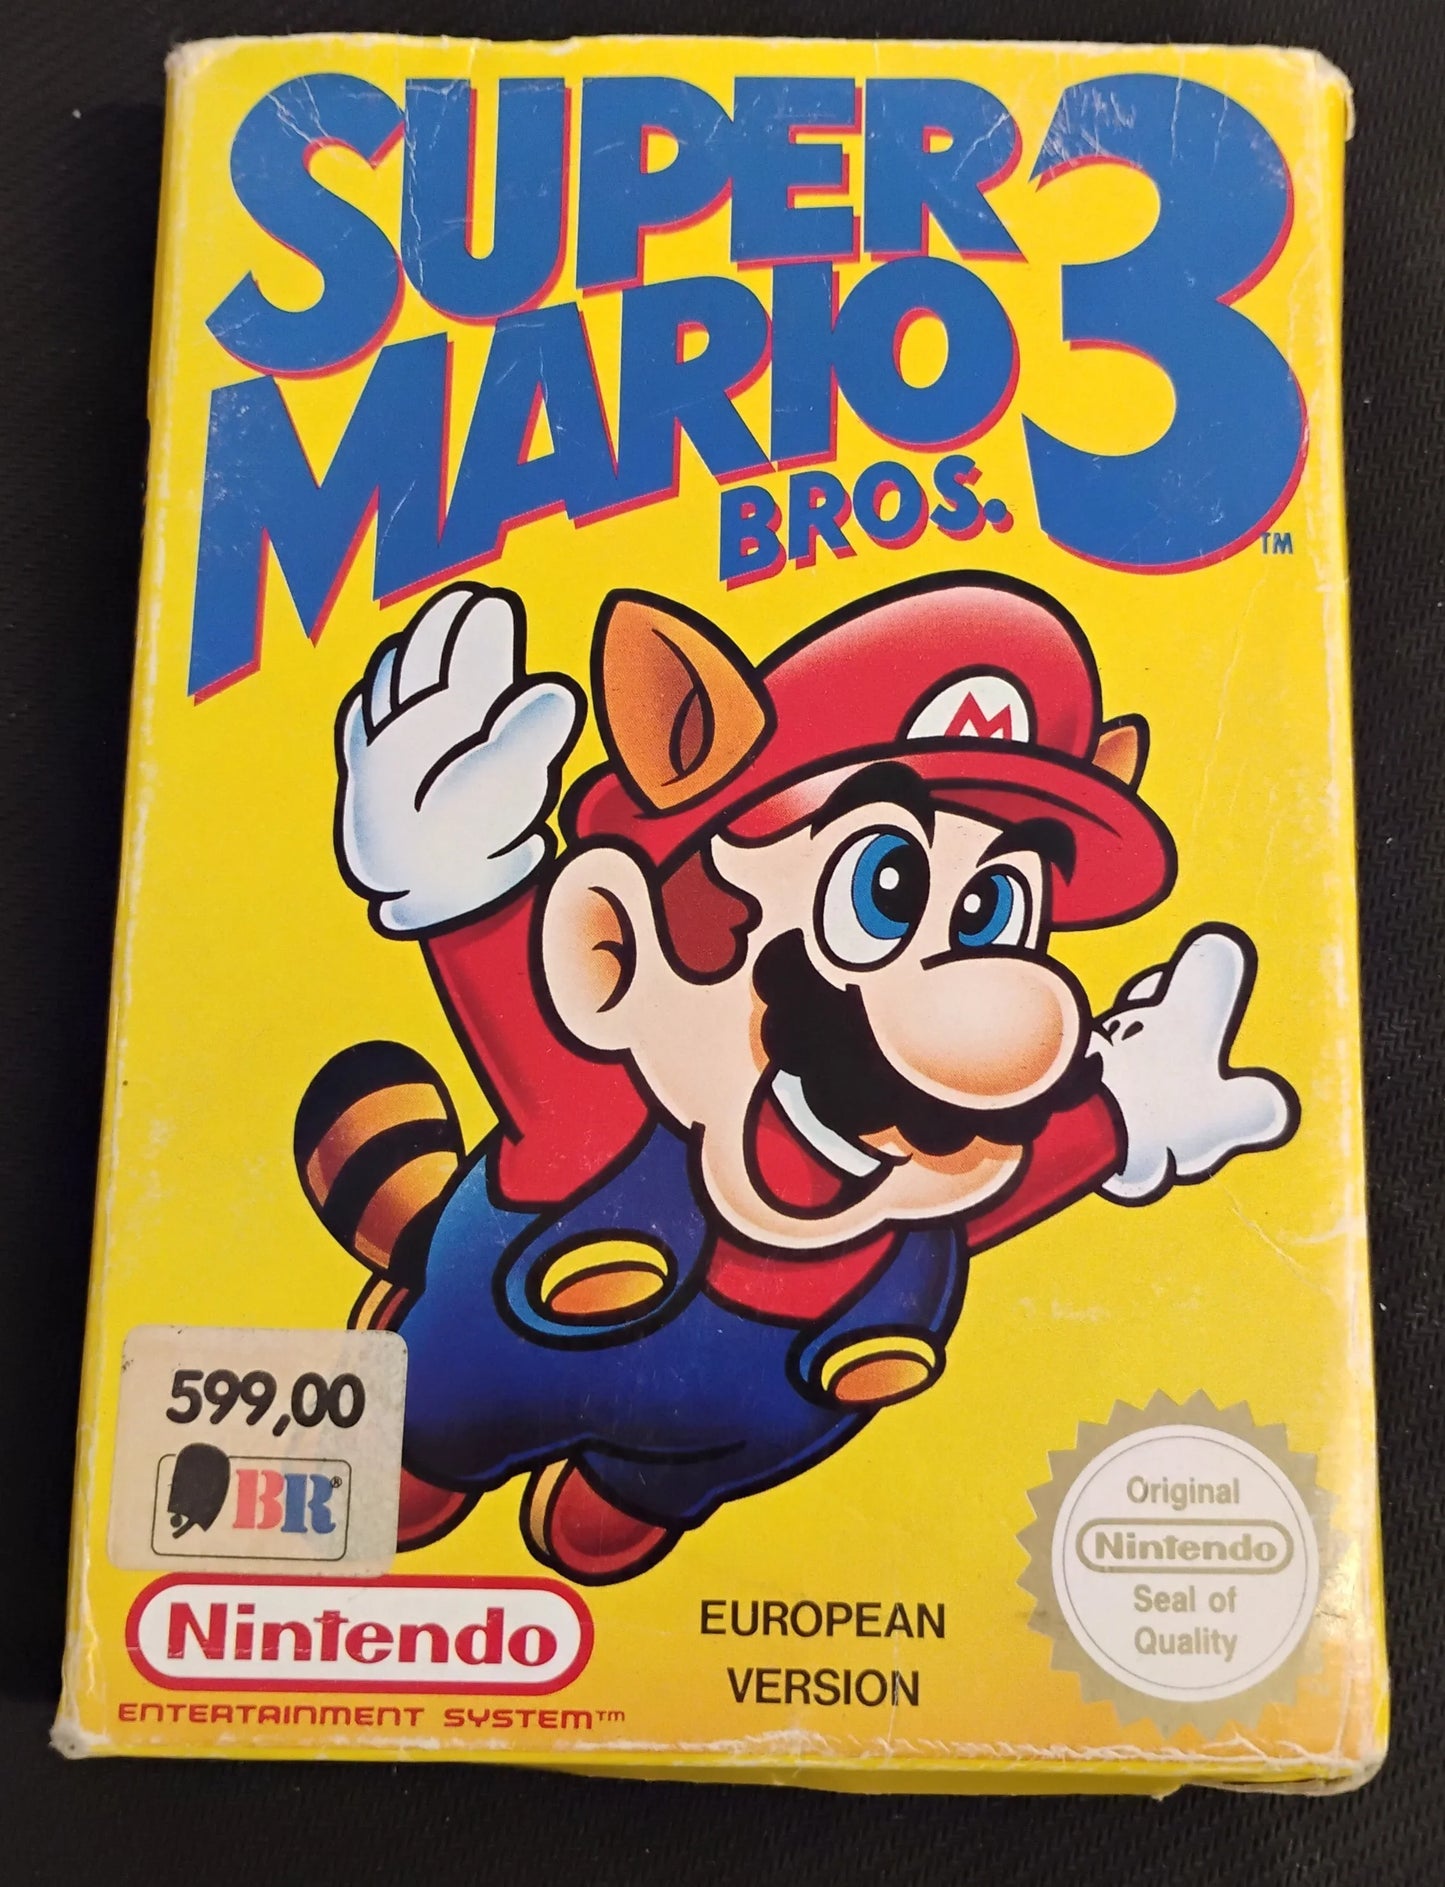 SUPER
MARIO
BROS. 3
TM
M
599,00
BR®
Nintendo
ENTERTAINMENT SYSTEM™
EUROPEAN
VERSION
Original
Nintendo
Seal of
Quality